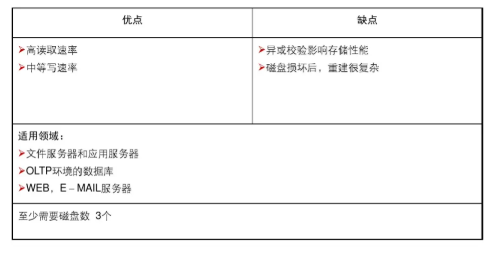 优点 缺点
➢高读取速率 ➢异或校验影响存储性能
➢中等写速率 ➢磁盘损坏后，重建很复杂
适用领域：
➢文件服务器和应用服务器
➢OLTP环境的数据库
➢WEB、E－MAIL服务器
至少需要磁盘数 3个